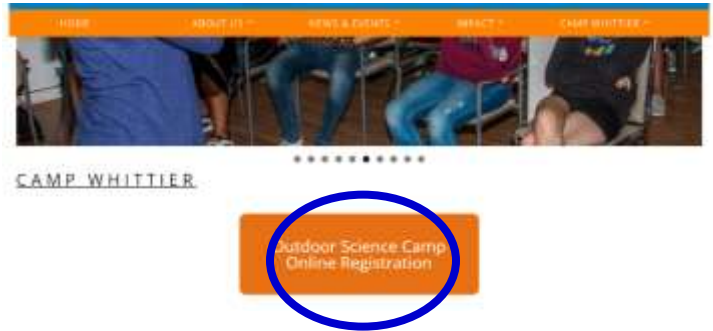 HOME ABOUT US NEWS & EVENTS IMPACT CAMP WHITTIER
CAMP WHITTIER
Outdoor Science Camp
Online Registration